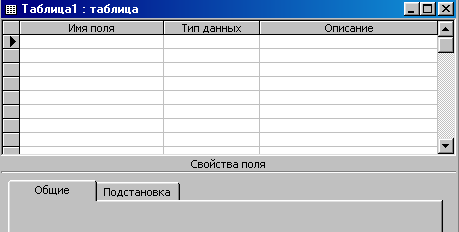 Таблица1 : таблица
Имя поля Тип данных Описание
Свойства поля
Общие Подстановка